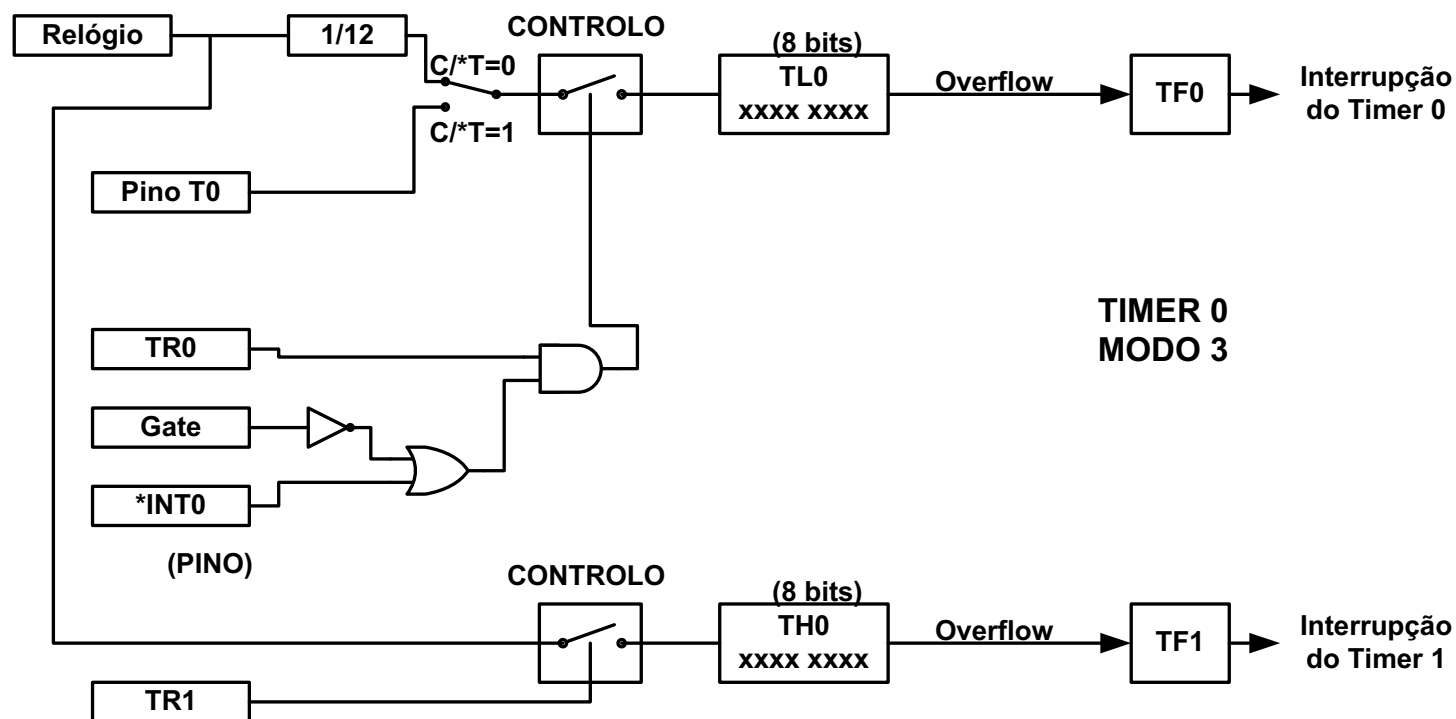 CONTROLO
Relógio
1/12
C/*T=0
C/*T=1
(8 bits)
TL0
xxxx xxxx
Overflow
TF0
Interrupção
do Timer 0
Pino T0
TIMER 0
MODO 3
TR0
Gate
*INT0
(PINO)
CONTROLO
(8 bits)
TH0
xxxx xxxx
Overflow
TF1
Interrupção
do Timer 1
TR1